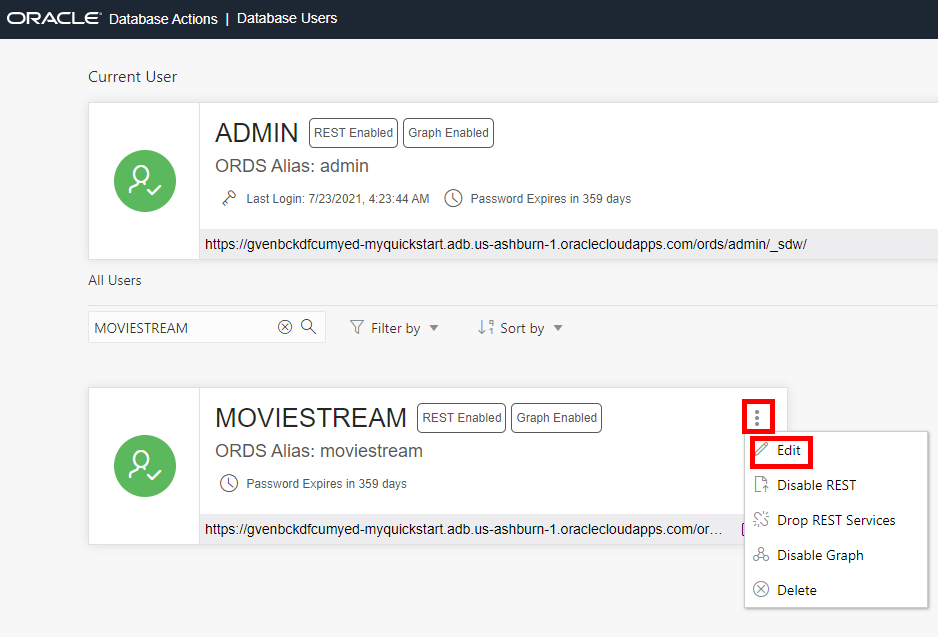 ORACLE Database Actions | Database Users
Current User
ADMIN REST Enabled Graph Enabled
ORDS Alias: admin
Last Login: 7/23/2021, 4:23:44 AM Password Expires in 359 days
https://gvenbckdfcumyed-myquickstart.adb.us-ashburn-1.oraclecloudapps.com/ords/admin/_sdw/
All Users
MOVIESTREAM Filter by Sort by
MOVIESTREAM REST Enabled Graph Enabled
ORDS Alias: moviestream
Password Expires in 359 days
https://gvenbckdfcumyed-myquickstart.adb.us-ashburn-1.oraclecloudapps.com/or...
Edit
Disable REST
Drop REST Services
Disable Graph
Delete